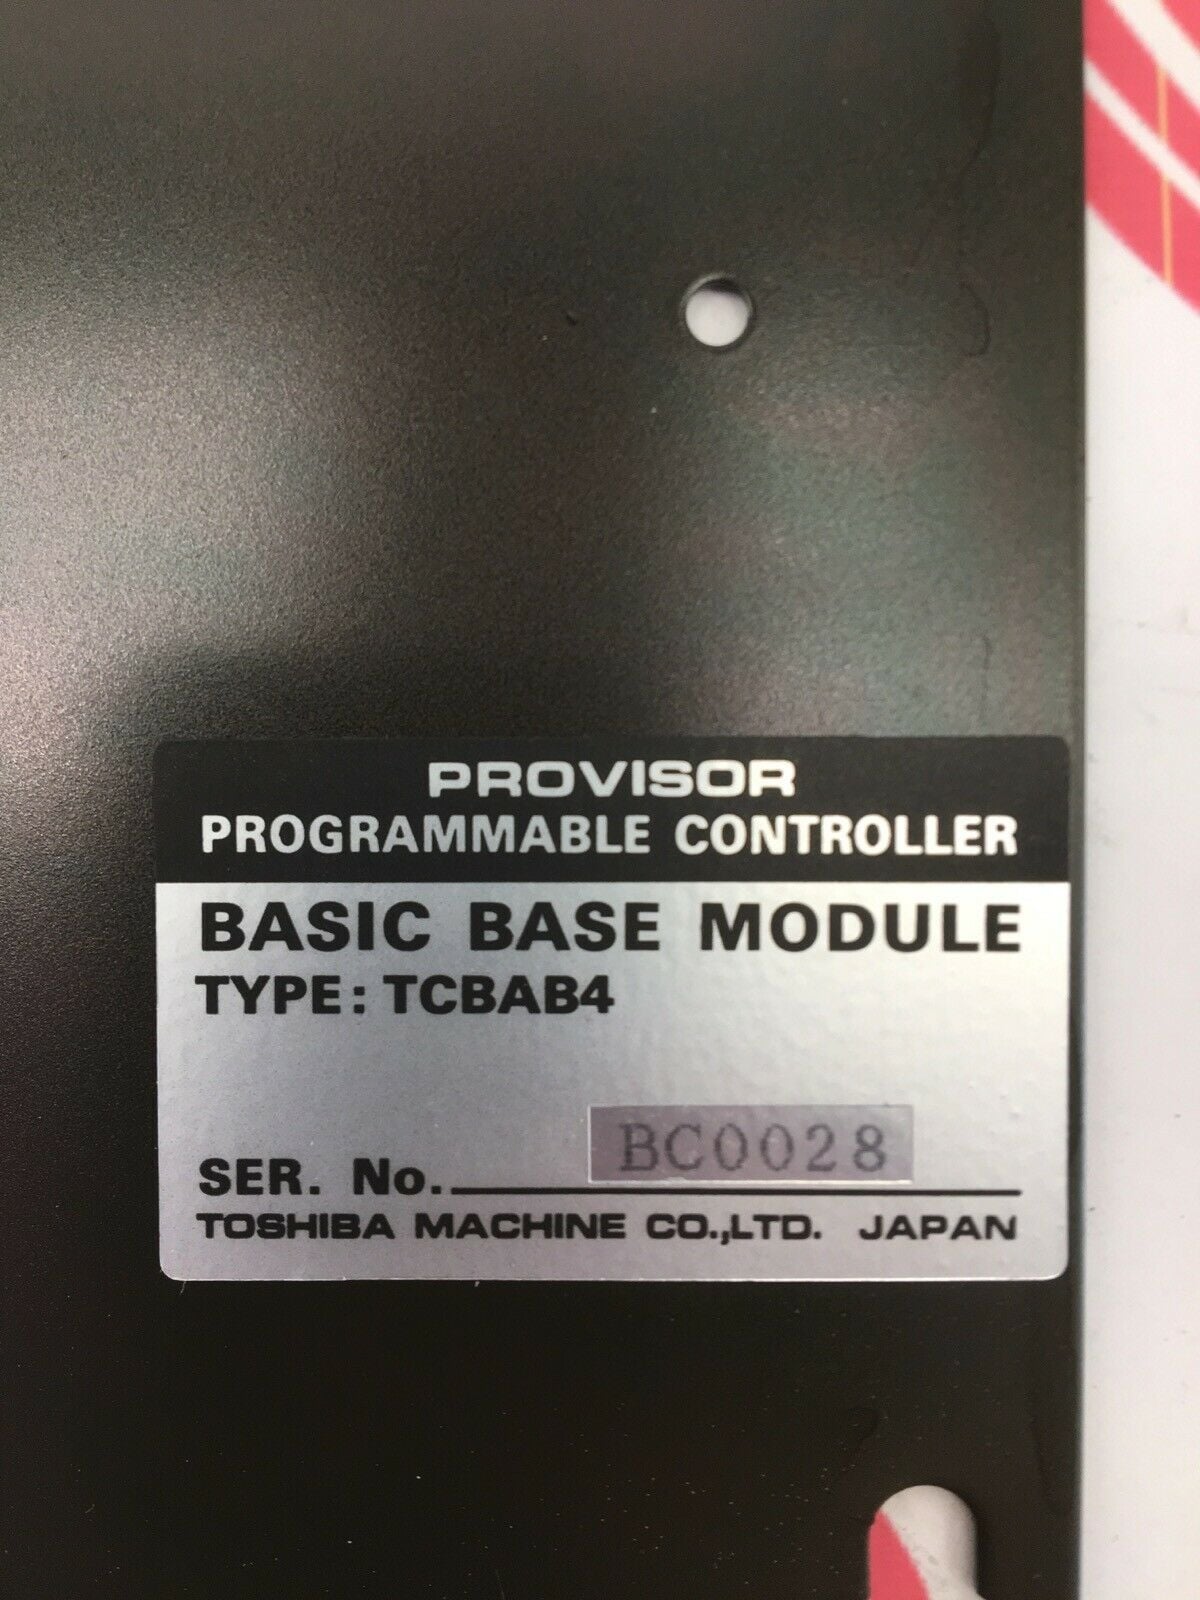 PROVISOR
PROGRAMMABLE CONTROLLER
BASIC BASE MODULE
TYPE: TCBAB4
SER. No. BC0028
TOSHIBA MACHINE CO.,LTD. JAPAN